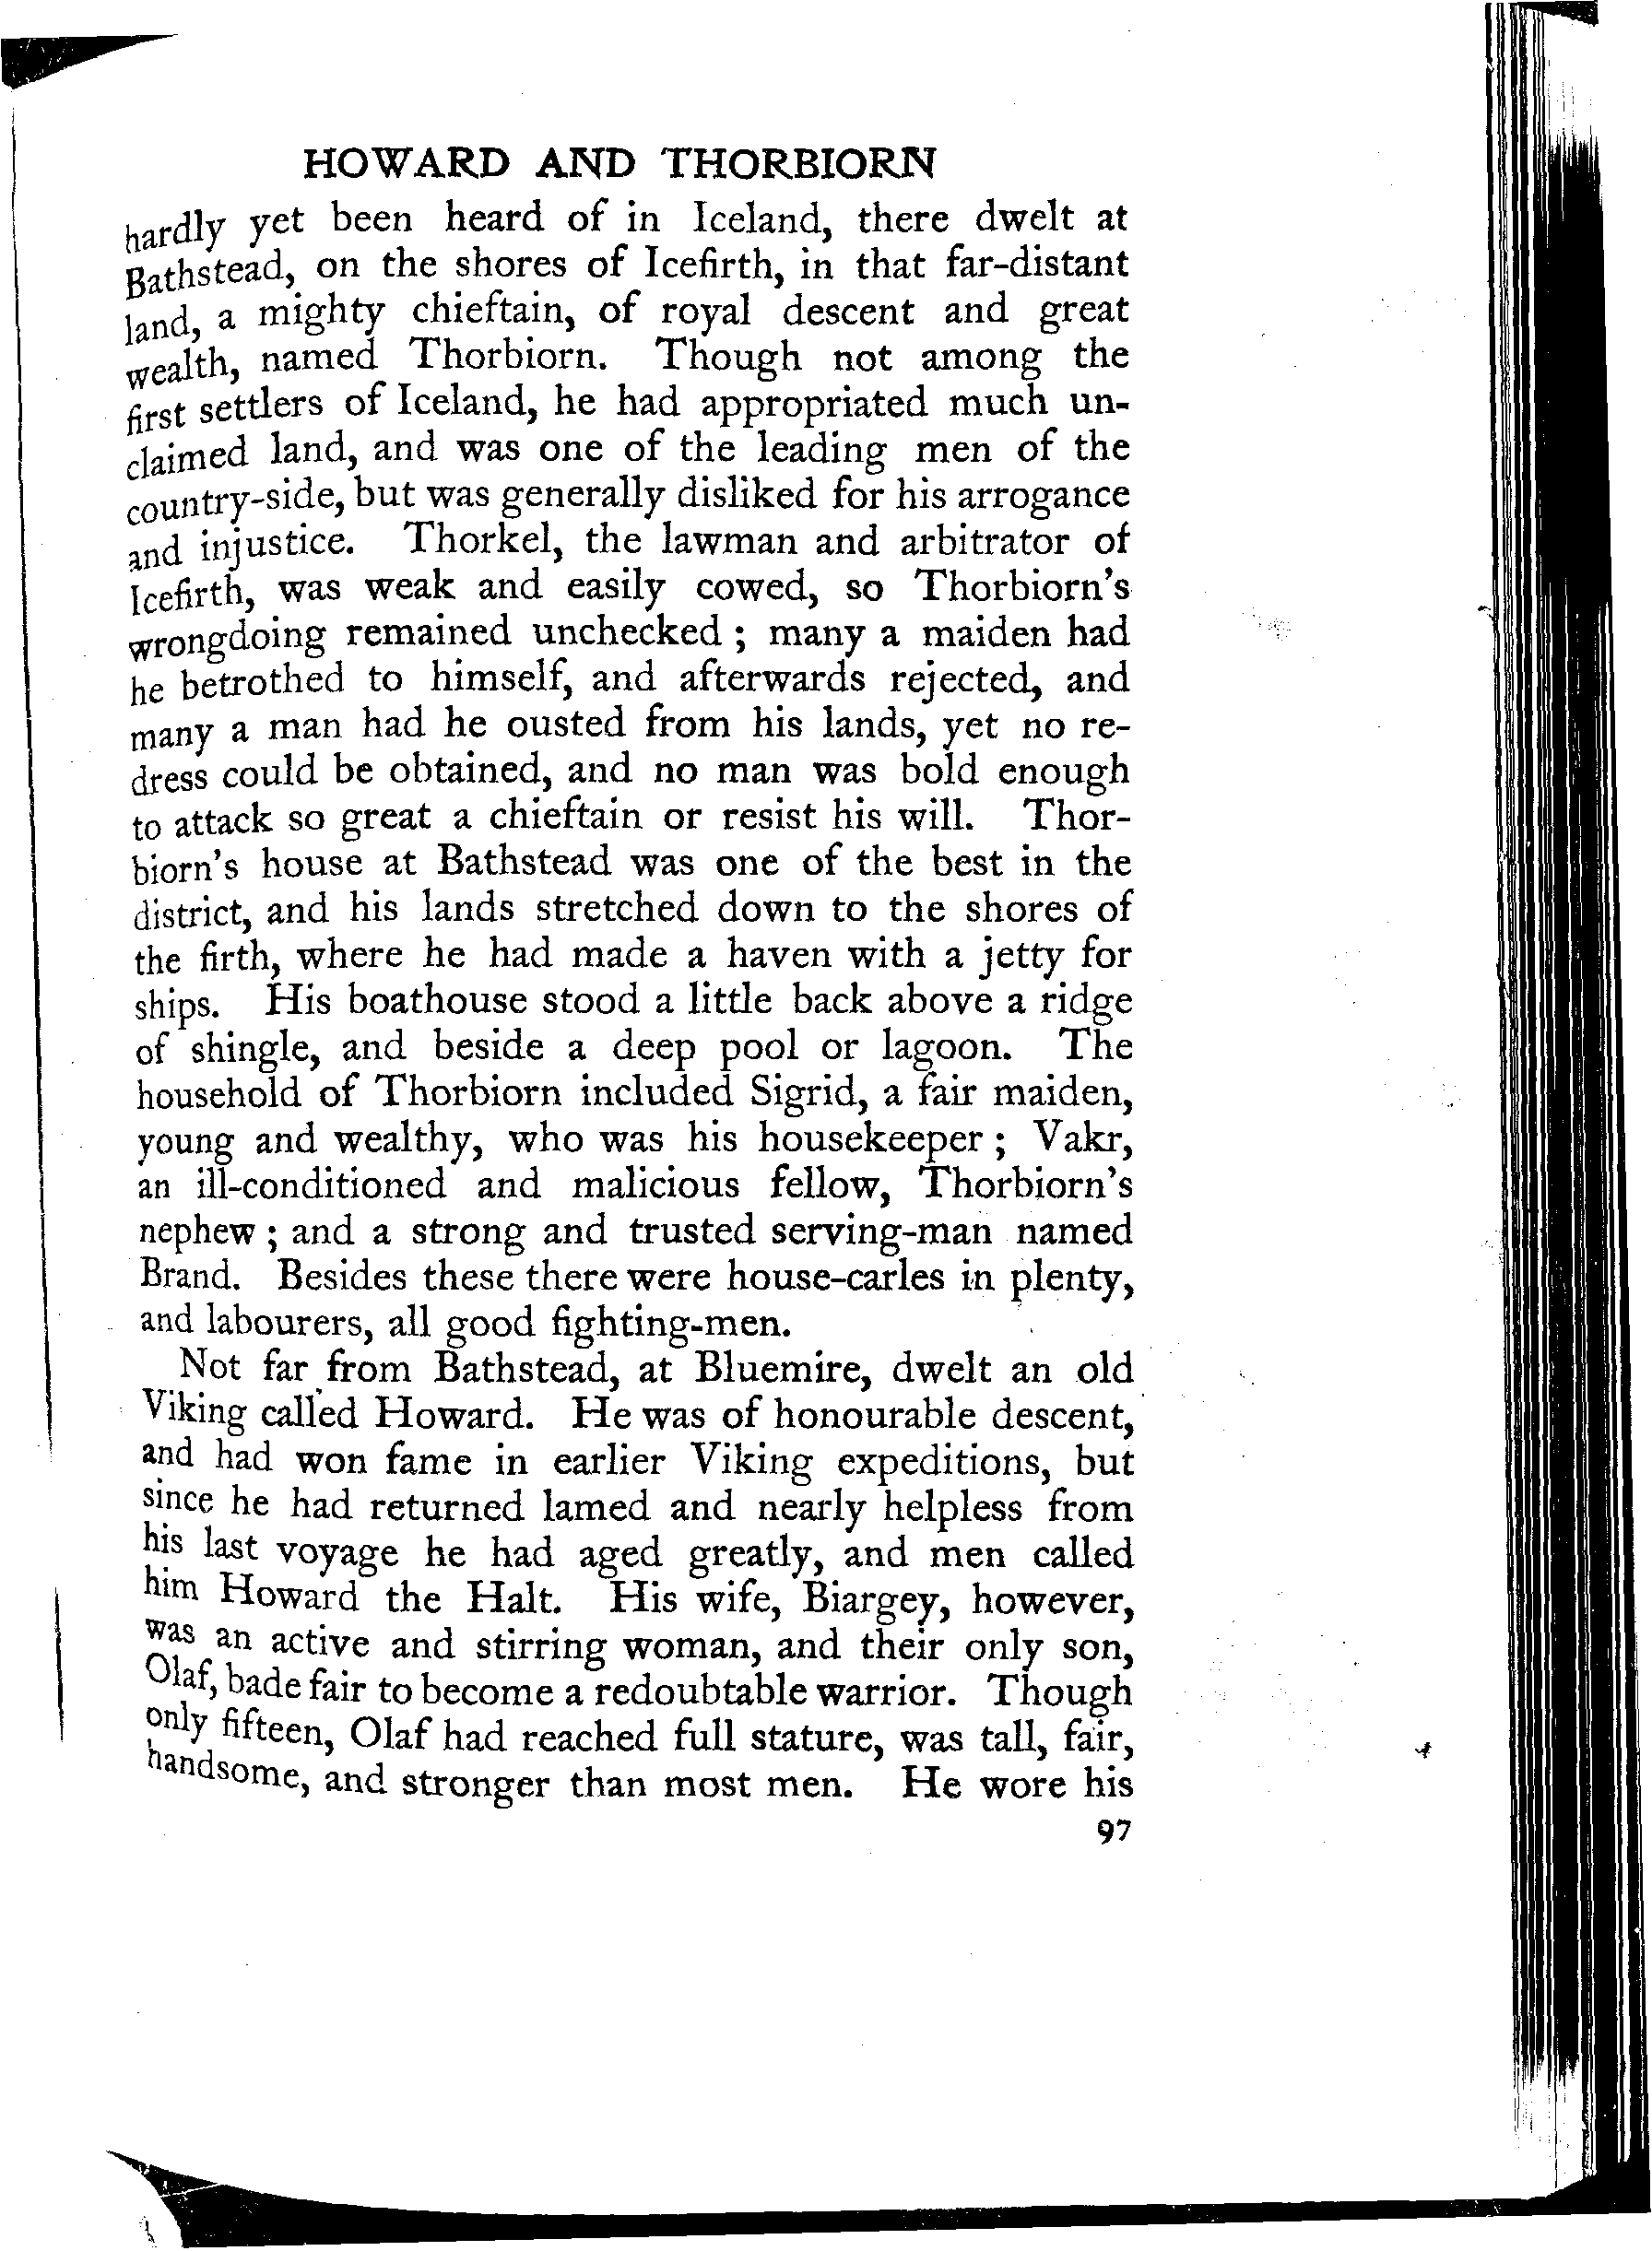 HOWARD AND THORBIORN
hardly yet been heard of in Iceland, there dwelt at
Bathstead, on the shores of Icefirth, in that far-distant
land, a mighty chieftain, of royal descent and great
wealth, named Thorbiorn. Though not among the
first settlers of Iceland, he had appropriated much un-
claimed land, and was one of the leading men of the
country-side, but was generally disliked for his arrogance
and injustice. Thorkel, the lawman and arbitrator of
Icefirth, was weak and easily cowed, so Thorbiorn's
wrongdoing remained unchecked ; many a maiden had
he betrothed to himself, and afterwards rejected, and
many a man had he ousted from his lands, yet no re-
dress could be obtained, and no man was bold enough
to attack so great a chieftain or resist his will. Thor-
biorn's house at Bathstead was one of the best in the
district, and his lands stretched down to the shores of
the firth, where he had made a haven with a jetty for
ships. His boathouse stood a little back above a ridge
of shingle, and beside a deep pool or lagoon. The
household of Thorbiorn included Sigrid, a fair maiden,
young and wealthy, who was his housekeeper ; Vakr,
an ill-conditioned and malicious fellow, Thorbiorn's
nephew ; and a strong and trusted serving-man named
Brand. Besides these there were house-carles in plenty,
and labourers, all good fighting-men.
Not far from Bathstead, at Bluemire, dwelt an old
Viking called Howard. He was of honourable descent,
and had won fame in earlier Viking expeditions, but
since he had returned lamed and nearly helpless from
his last voyage he had aged greatly, and men called
him Howard the Halt. His wife, Biargey, however,
was an active and stirring woman, and their only son,
Olaf, bade fair to become a redoubtable warrior. Though
only fifteen, Olaf had reached full stature, was tall, fair,
handsome, and stronger than most men. He wore his
97